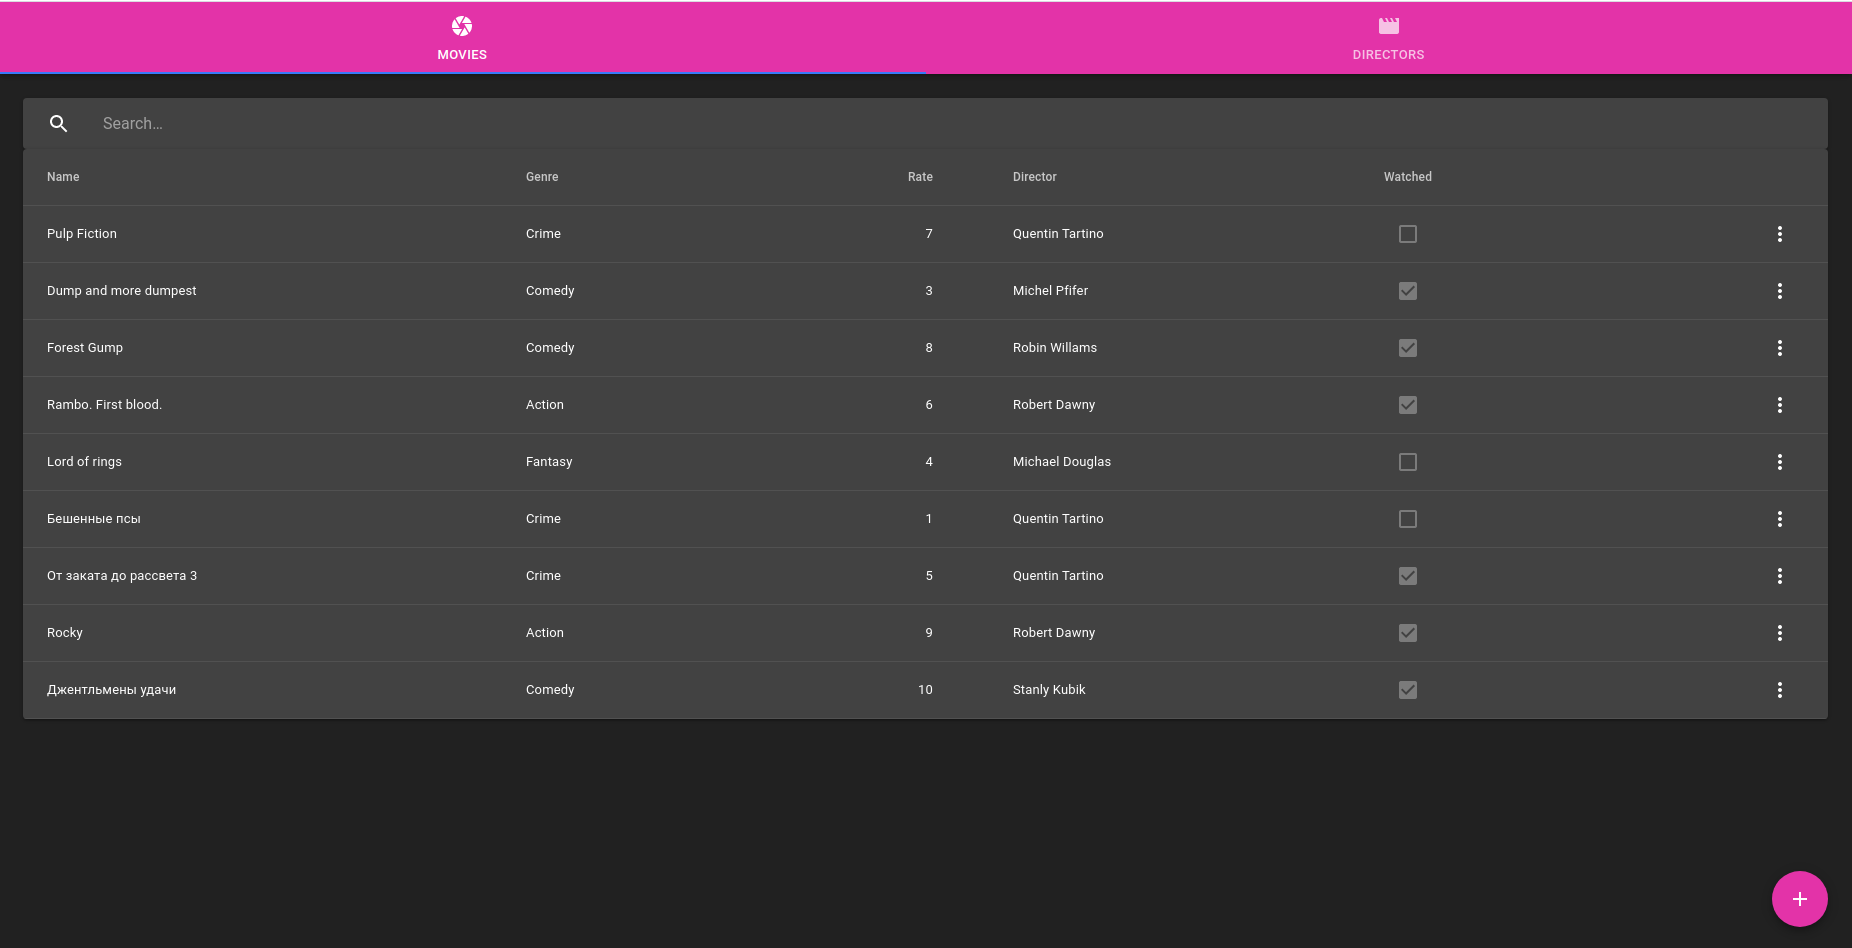 MOVIES DIRECTORS
Search...
Name Genre Rate Director Watched
Pulp Fiction Crime 7 Quentin Tartino
Dump and more dumpest Comedy 3 Michel Pfifer
Forest Gump Comedy 8 Robin Willams
Rambo. First blood. Action 6 Robert Dawny
Lord of rings Fantasy 4 Michael Douglas
Бешенные псы Crime 1 Quentin Tartino
От заката до рассвета 3 Crime 5 Quentin Tartino
Rocky Action 9 Robert Dawny
Джентльмены удачи Comedy 10 Stanly Kubik